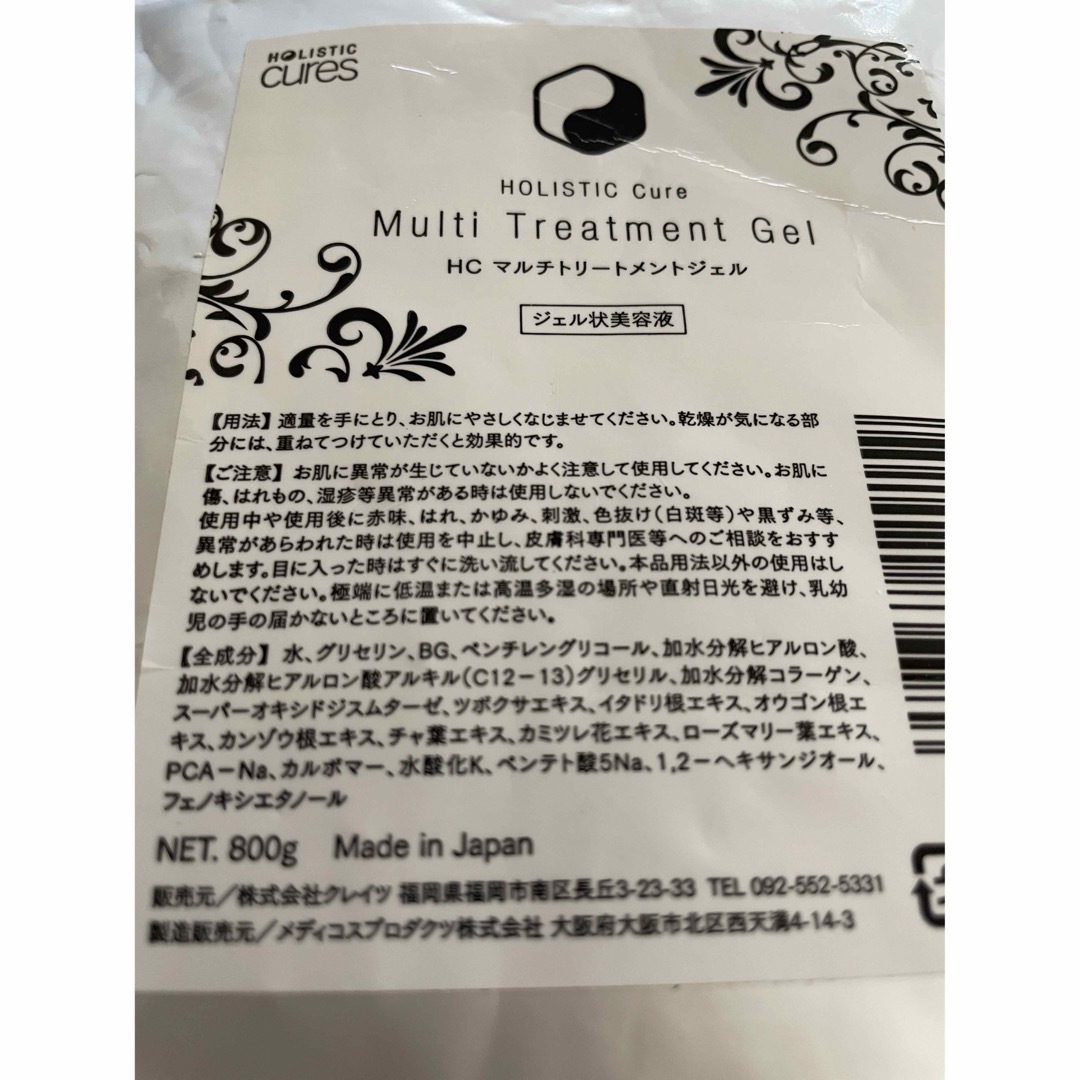 HOLISTIC
cures
HOLISTIC Cure
Multi Treatment Gel
HC マルチトリートメントジェル
ジェル状美容液
【用法】 適量を手にとり、お肌にやさしくなじませてください。乾燥が気になる部
分には、重ねてつけていただくと効果的です。
【ご注意】 お肌に異常が生じていないかよく注意して使用してください。お肌に
傷、はれもの、湿疹等異常がある時は使用しないでください。
使用中や使用後に赤味、はれ、かゆみ、刺激、色抜け(白斑等)や黒ずみ等、
異常があらわれた時は使用を中止し、皮膚科専門医等へのご相談をおすす
めします。目に入った時はすぐに洗い流してください。本品用法以外の使用はし
ないでください。極端に低温または高温多湿の場所や直射日光を避け、乳幼
児の手の届かないところに置いてください。
【全成分】 水、グリセリン、BG、ペンチレングリコール、加水分解ヒアルロン酸、
加水分解ヒアルロン酸アルキル(C12-13)グリセリル、加水分解コラーゲン、
スーパーオキシドジスムターゼ、ツボクサエキス、イタドリ根エキス、オウゴン根エ
キス、カンゾウ根エキス、チャ葉エキス、カミツレ花エキス、ローズマリー葉エキス、
PCA-Na、カルボマー、水酸化K、ペンテト酸5Na、1,2-ヘキサンジオール、
フェノキシエタノール
NET. 800g Made in Japan
販売元/株式会社クレイツ 福岡県福岡市南区長丘3-23-33 TEL 092-552-5331
製造販売元/メディコスプロダクツ株式会社 大阪府大阪市北区西天満4-14-3